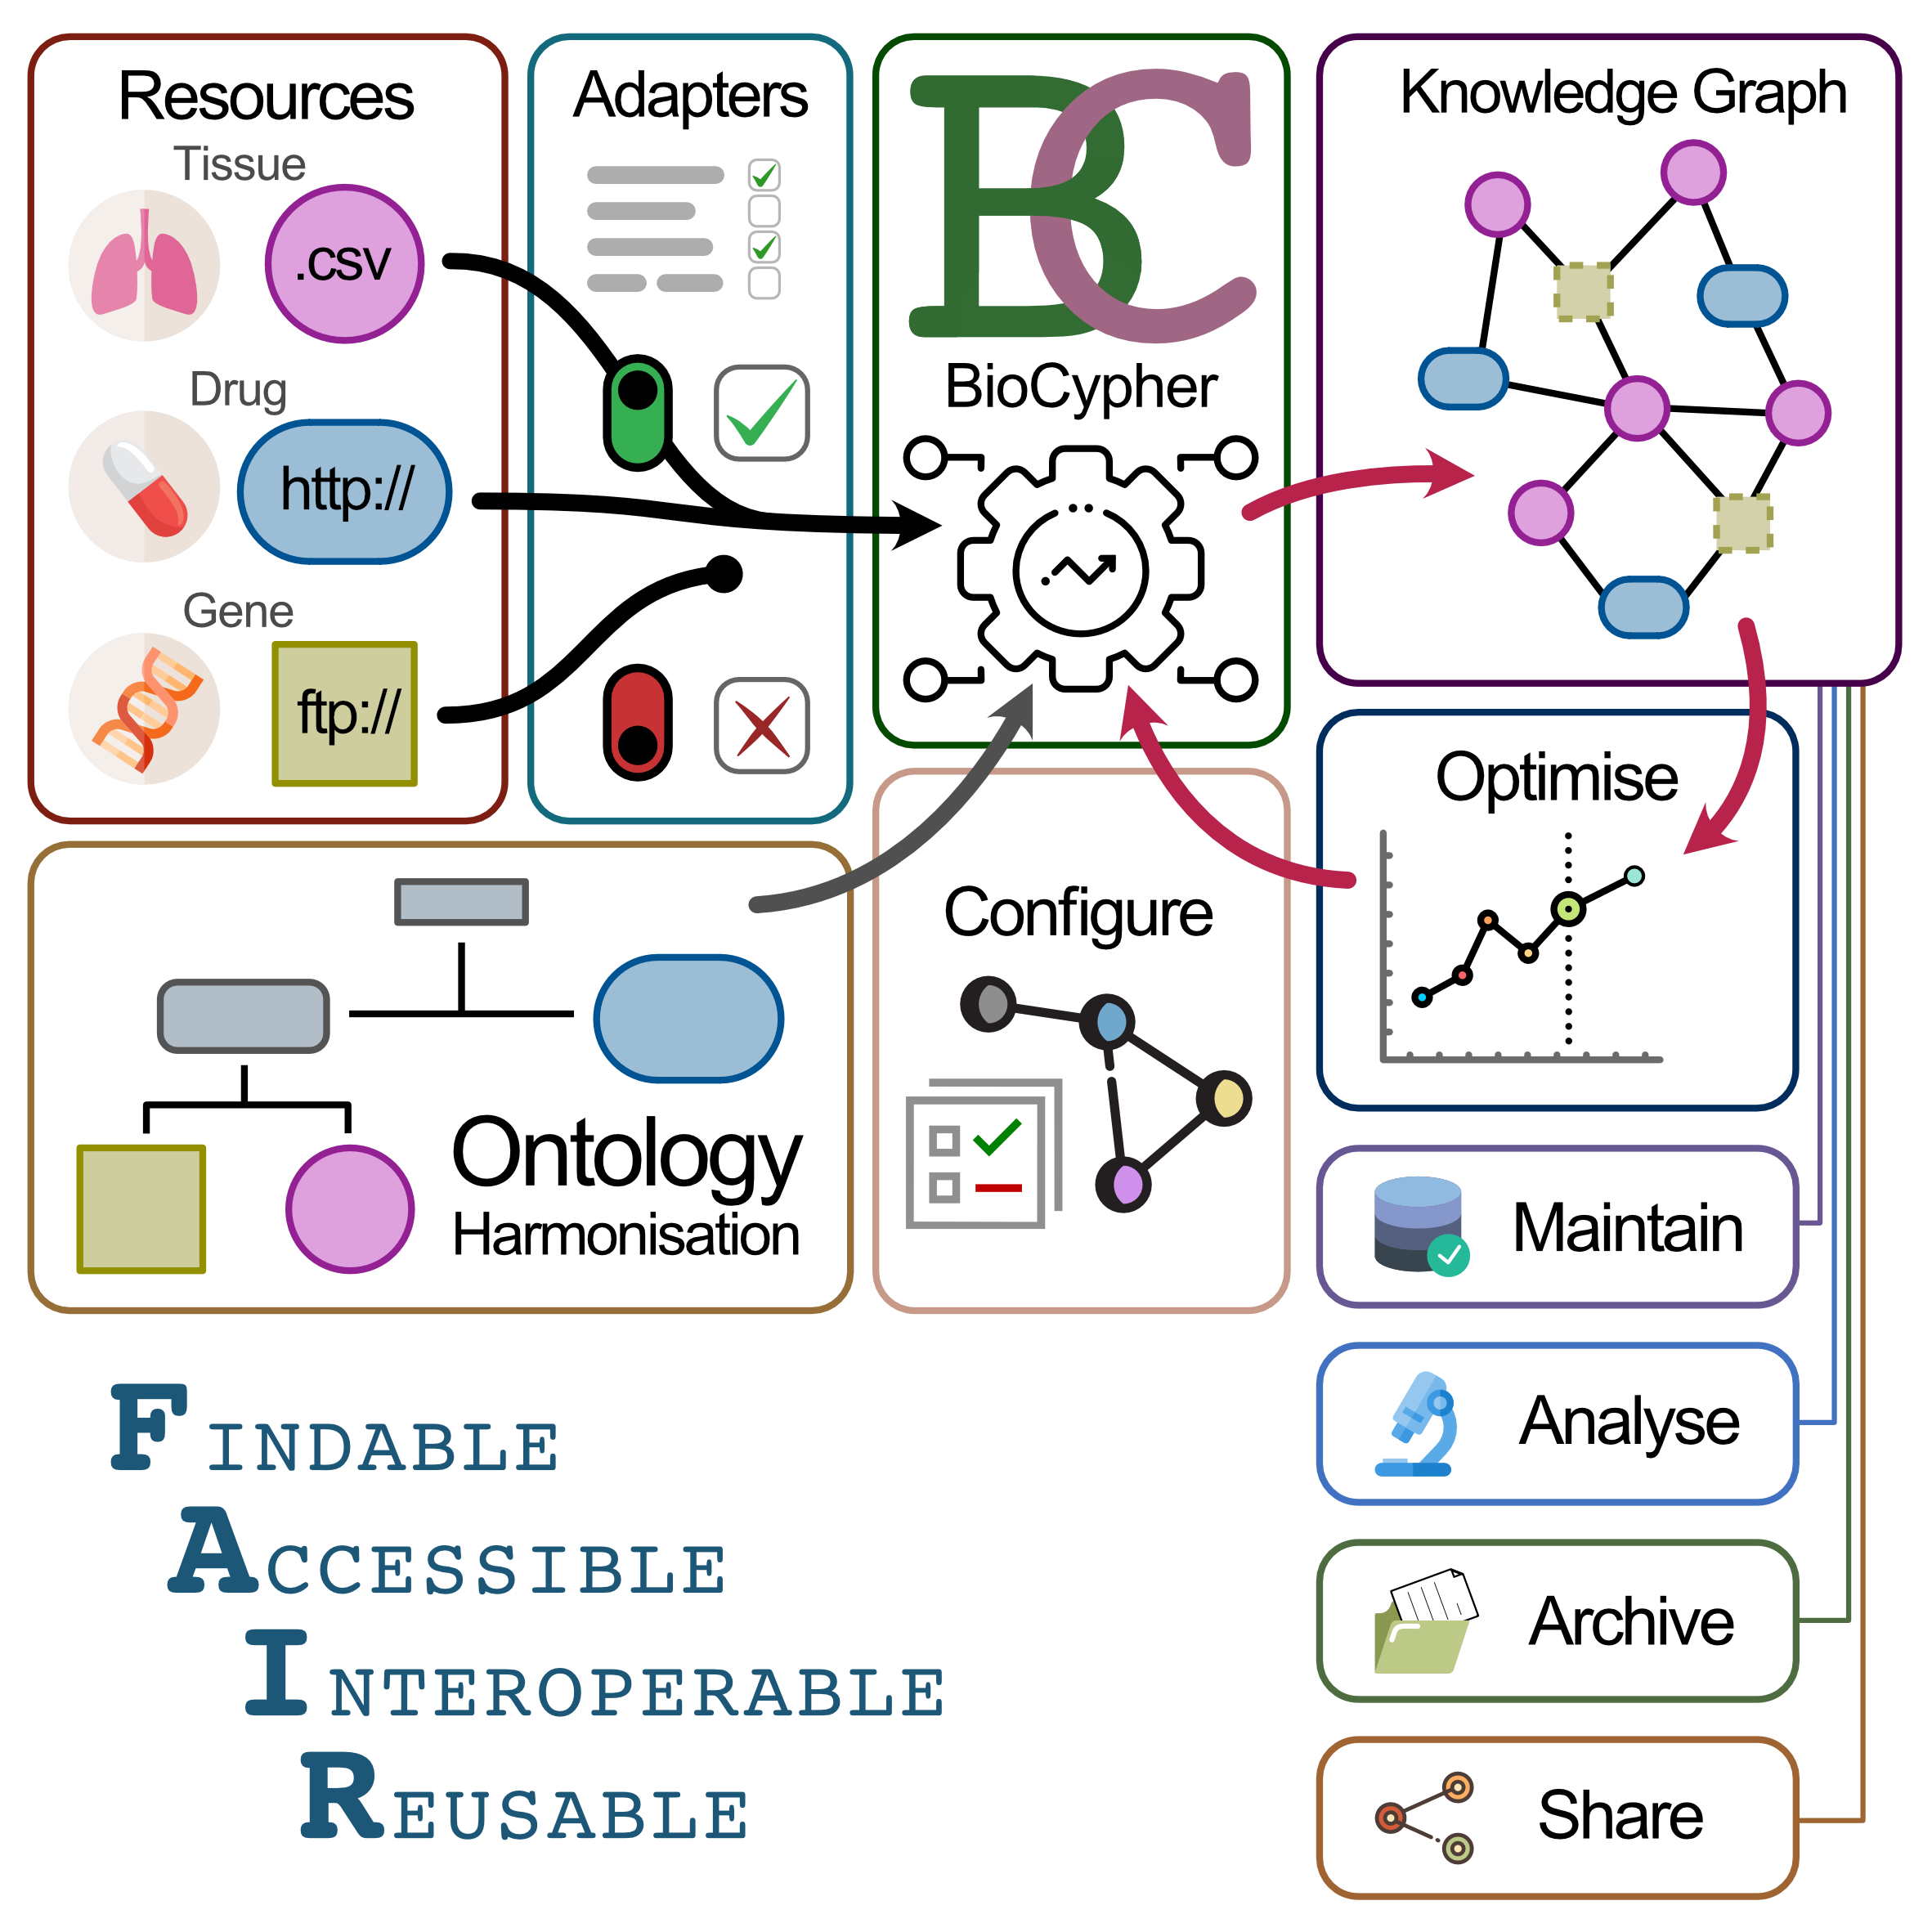 Resources
Tissue
.csv
Drug
http://
Gene
ftp://
Adapters
BC
BioCypher
Knowledge Graph
Optimise
Ontology
Harmonisation
Configure
Maintain
Analyse
Archive
Share
FINDABLE
ACCESSIBLE
INTEROPERABLE
REUSABLE